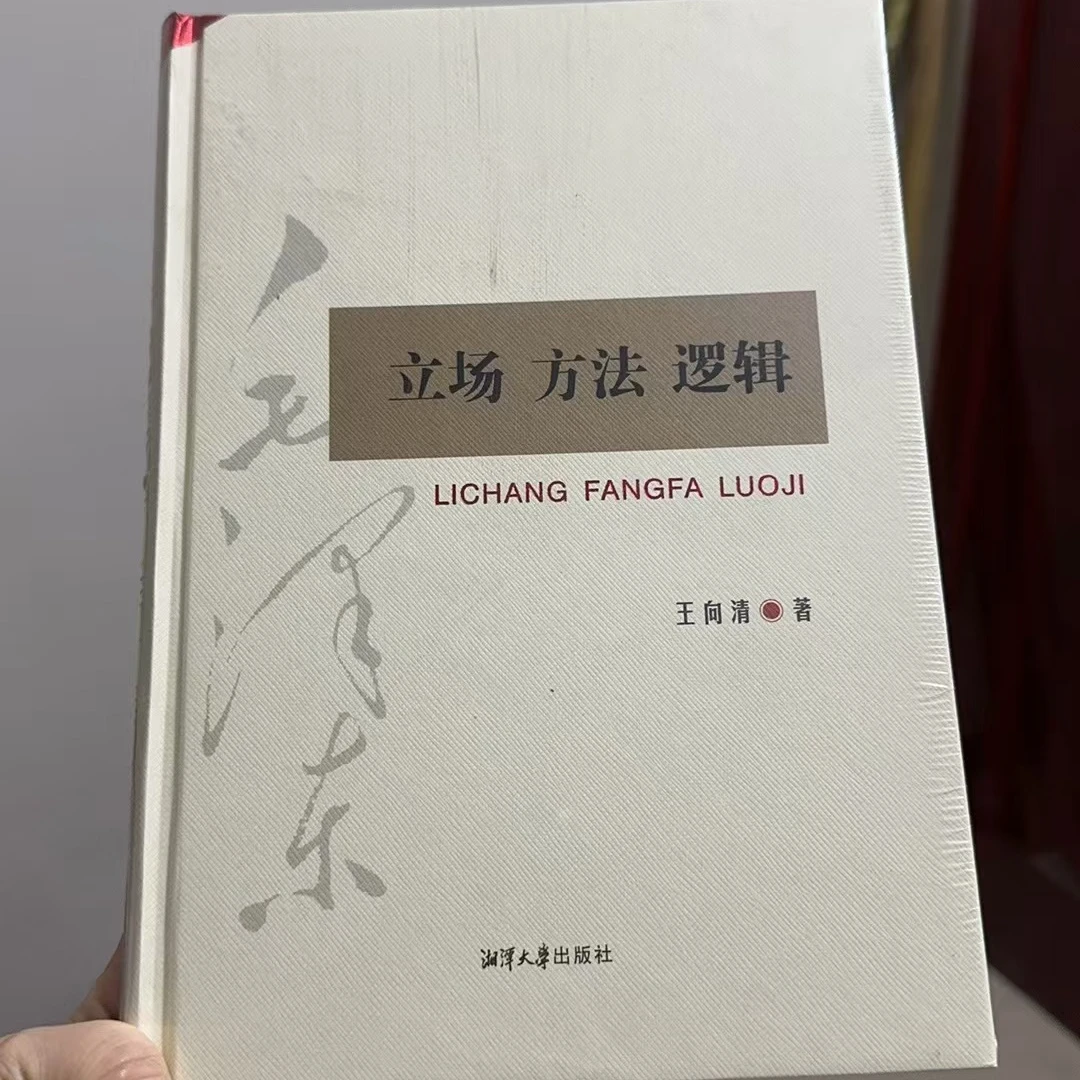 毛泽东
立场 方法 逻辑
LICHANG FANGFA LUOJI
王向清 著
湘潭大学出版社